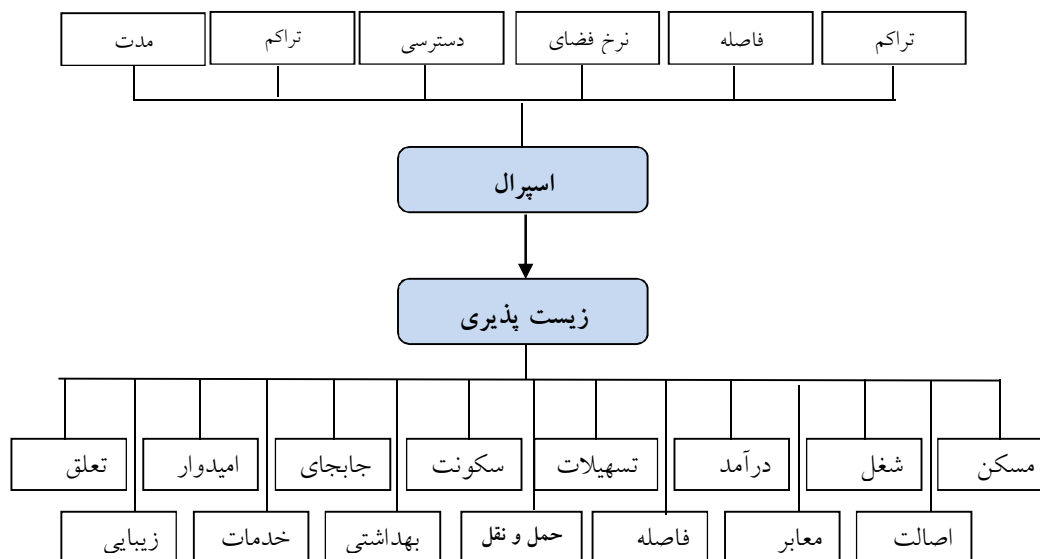 تراکم
فاصله
نرخ فضای
دسترسی
تراکم
مدت
اسپرال
زیست پذیری
مسکن
شغل
درآمد
تسهیلات
سکونت
جابجای
امیدوار
تعلق
اصالت
معابر
فاصله
حمل و نقل
بهداشتی
خدمات
زیبایی